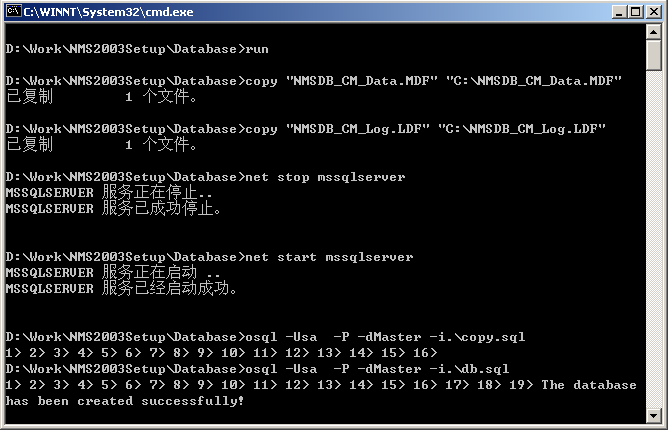 C:\WINNT\System32\cmd.exe
D:\Work\NMS2003Setup\Database>run
D:\Work\NMS2003Setup\Database>copy "NMSDB_CM_Data.MDF" "C:\NMSDB_CM_Data.MDF"
已复制         1 个文件。
D:\Work\NMS2003Setup\Database>copy "NMSDB_CM_Log.LDF" "C:\NMSDB_CM_Log.LDF"
已复制         1 个文件。
D:\Work\NMS2003Setup\Database>net stop mssqlserver
MSSQLSERVER 服务正在停止..
MSSQLSERVER 服务已成功停止。
D:\Work\NMS2003Setup\Database>net start mssqlserver
MSSQLSERVER 服务正在启动 ..
MSSQLSERVER 服务已经启动成功。
D:\Work\NMS2003Setup\Database>osql -Usa  -P -dMaster -i.\copy.sql
1> 2> 3> 4> 5> 6> 7> 8> 9> 10> 11> 12> 13> 14> 15> 16>
D:\Work\NMS2003Setup\Database>osql -Usa  -P -dMaster -i.\db.sql
1> 2> 3> 4> 5> 6> 7> 8> 9> 10> 11> 12> 13> 14> 15> 16> 17> 18> 19> The database
has been created successfully!